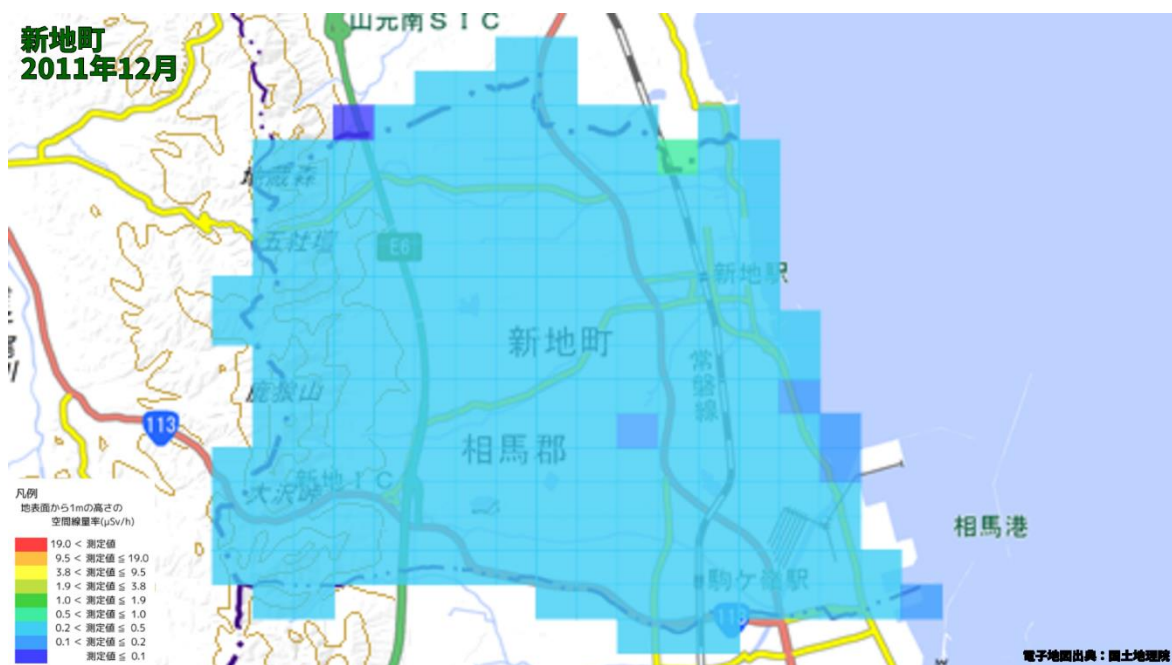 新地町
2011年12月
山元南SIC
地蔵森
五社壇
E6
新地駅
新地町
常磐線
鹿狼山
113
相馬郡
新地IC
大沢峠
相馬港
駒ケ嶺駅
113
凡例
地表面から1mの高さの
空間線量率(μSv/h)
19.0 < 測定値
9.5 < 測定値 ≦ 19.0
3.8 < 測定値 ≦ 9.5
1.9 < 測定値 ≦ 3.8
1.0 < 測定値 ≦ 1.9
0.5 < 測定値 ≦ 1.0
0.2 < 測定値 ≦ 0.5
0.1 < 測定値 ≦ 0.2
測定値 ≦ 0.1
電子地図出典：国土地理院